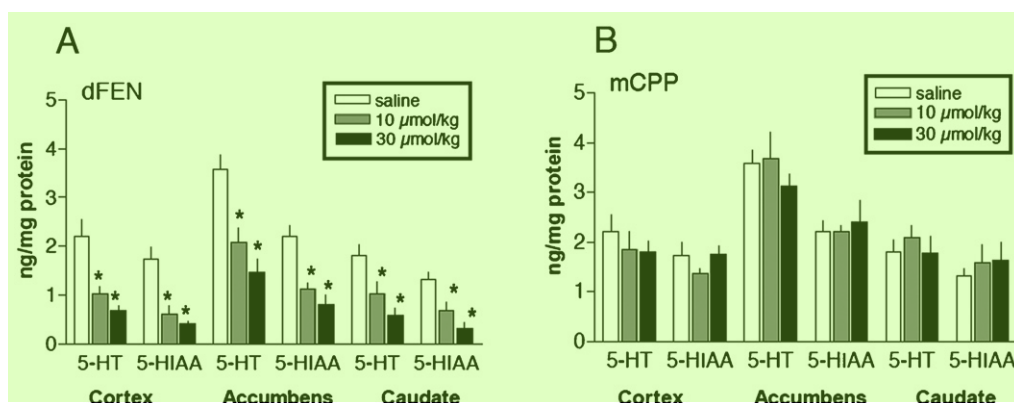 A
dFEN
saline
10 µmol/kg
30 µmol/kg
ng/mg protein
5
4
3
2
1
0
* * * * * * * * * * * *
5-HT 5-HIAA 5-HT 5-HIAA 5-HT 5-HIAA
Cortex Accumbens Caudate
B
mCPP
saline
10 µmol/kg
30 µmol/kg
ng/mg protein
5
4
3
2
1
0
5-HT 5-HIAA 5-HT 5-HIAA 5-HT 5-HIAA
Cortex Accumbens Caudate